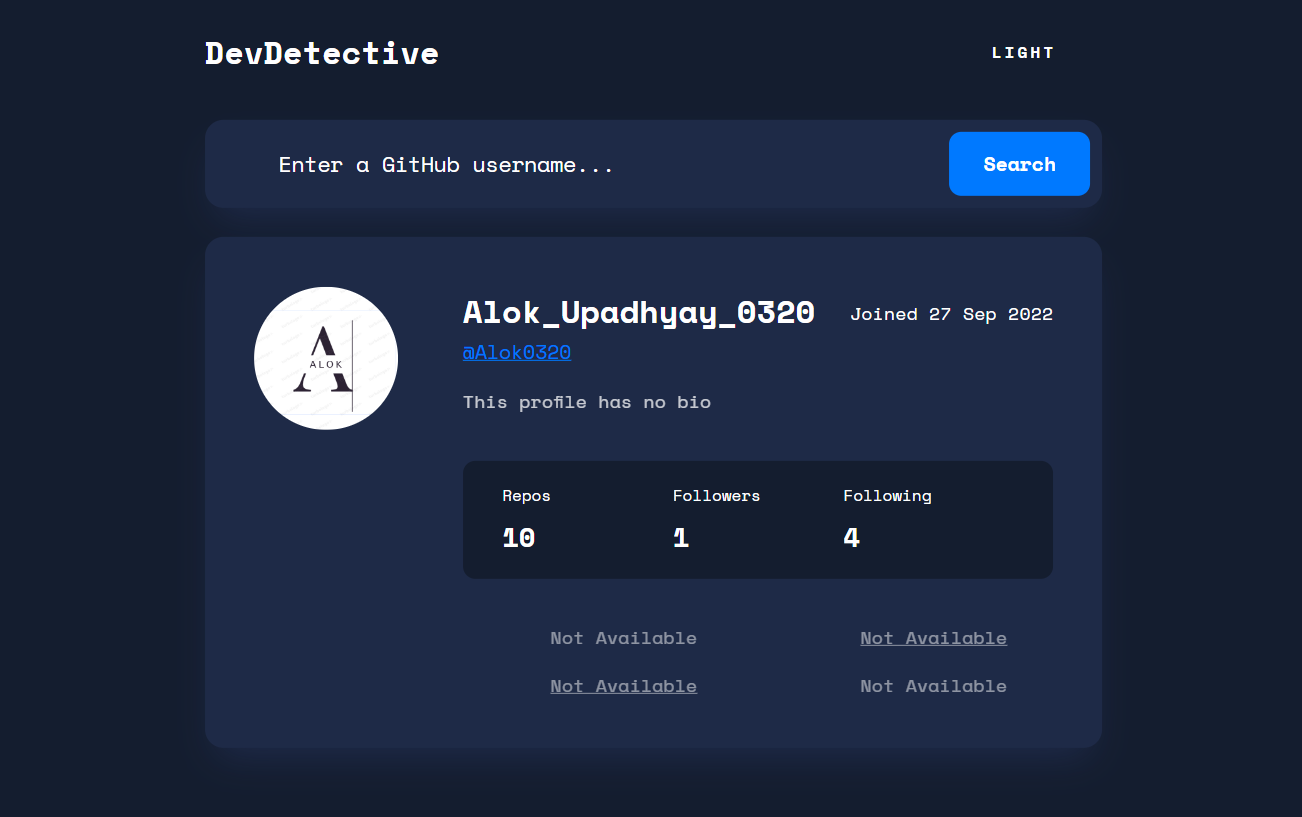 DevDetective
LIGHT
Enter a GitHub username...
Search
Alok_Upadhyay_0320
Joined 27 Sep 2022
@Alok0320
This profile has no bio
A
ALOK
Repos
Followers
Following
10
1
4
Not Available
Not Available
Not Available
Not Available